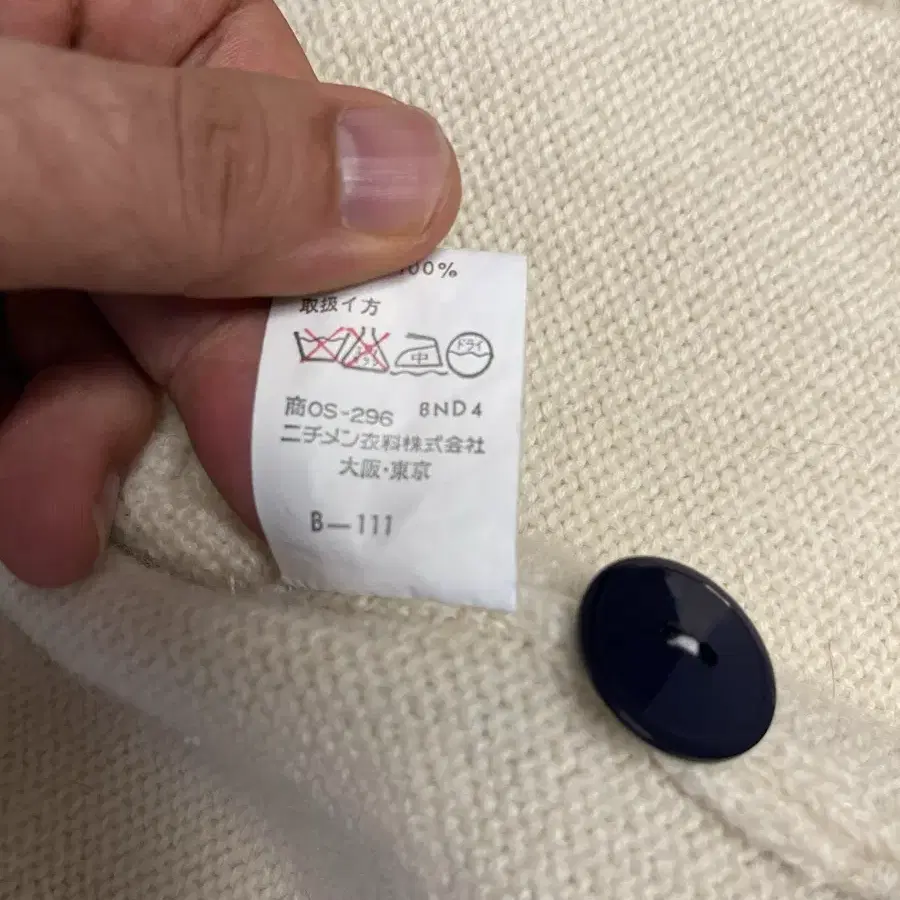 100%
取扱イ方
中 ドライ
商OS-296 8ND4
ニチメン衣料株式会社
大阪・東京
B-111